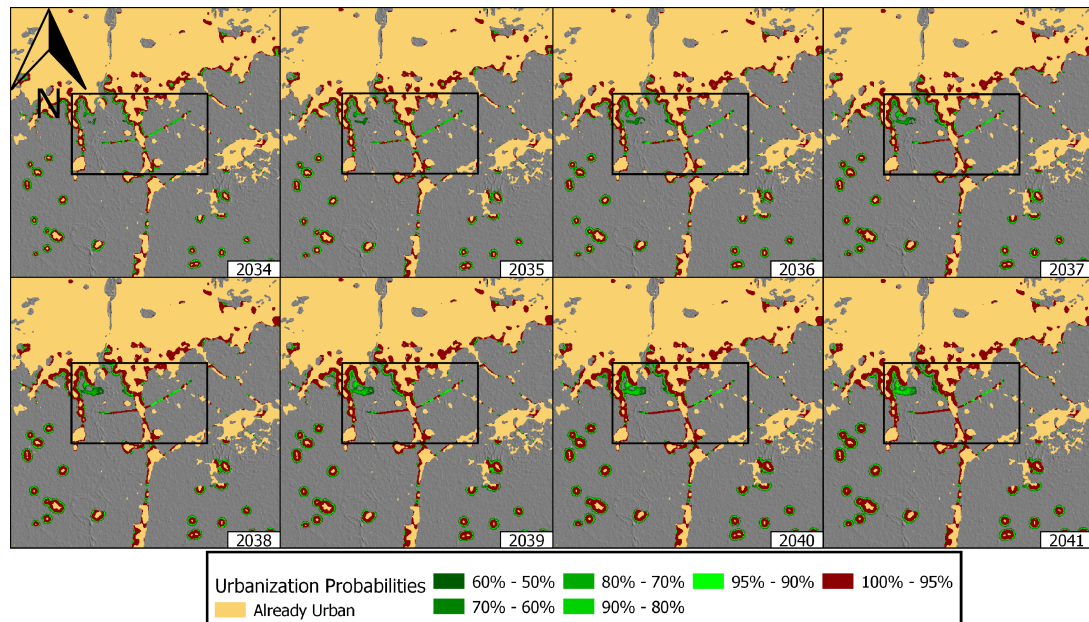 N
2034
2035
2036
2037
2038
2039
2040
2041
Urbanization Probabilities
Already Urban
60% - 50%
70% - 60%
80% - 70%
90% - 80%
95% - 90%
100% - 95%